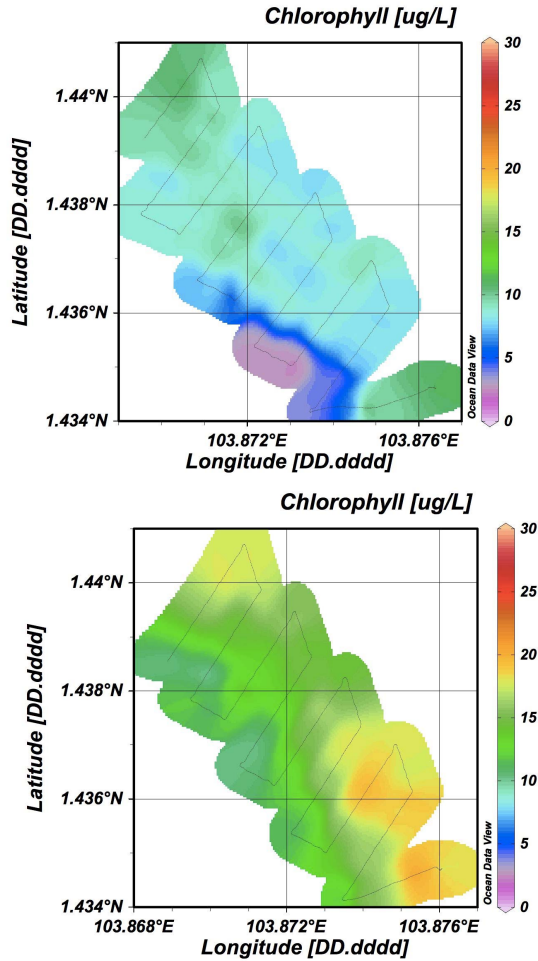 Chlorophyll [ug/L]
30
1.44°N
25
Latitude [DD.dddd]
20
1.438°N
15
1.436°N
10
Ocean Data View
5
1.434°N
0
103.872°E 103.876°E
Longitude [DD.dddd]
Chlorophyll [ug/L]
30
1.44°N
25
Latitude [DD.dddd]
20
1.438°N
15
1.436°N
10
Ocean Data View
5
1.434°N
0
103.868°E 103.872°E 103.876°E
Longitude [DD.dddd]